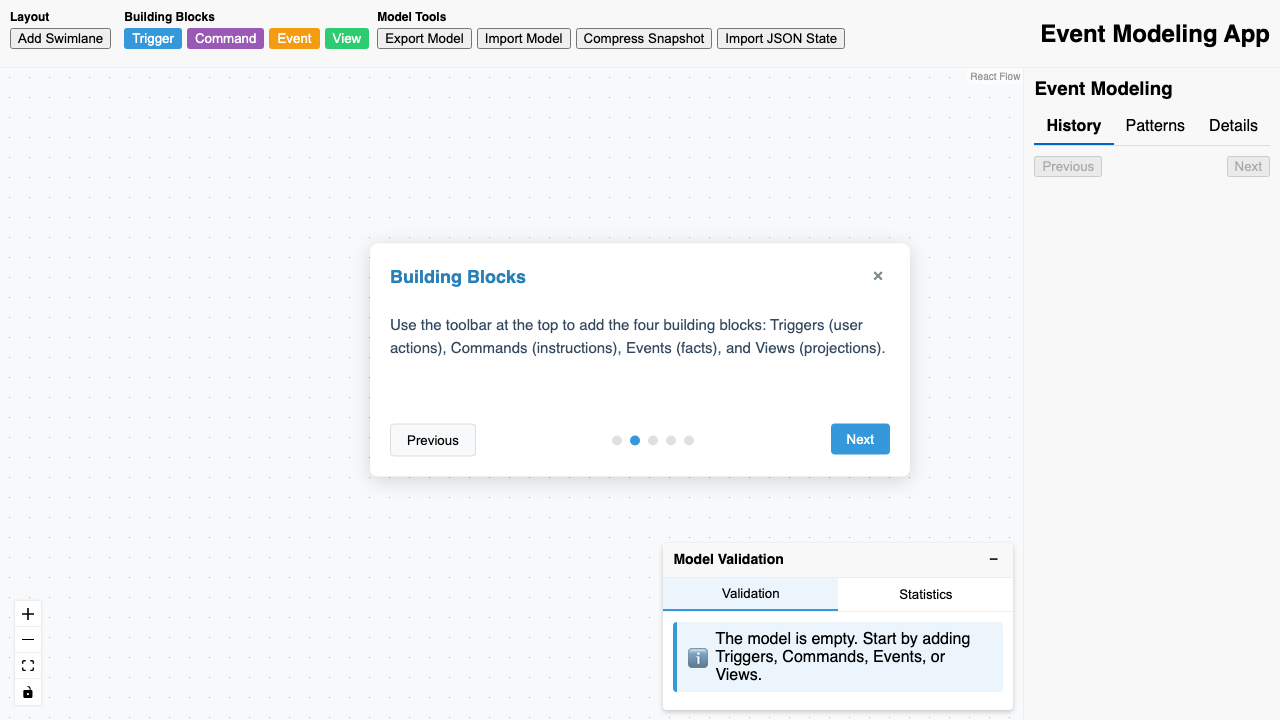 Layout
Add Swimlane
Building Blocks
Trigger Command Event View
Model Tools
Export Model Import Model Compress Snapshot Import JSON State
Event Modeling App
React Flow
Event Modeling
History Patterns Details
Previous Next
Building Blocks ×
Use the toolbar at the top to add the four building blocks: Triggers (user
actions), Commands (instructions), Events (facts), and Views (projections).
Previous Next
Model Validation −
Validation Statistics
The model is empty. Start by adding
Triggers, Commands, Events, or
Views.